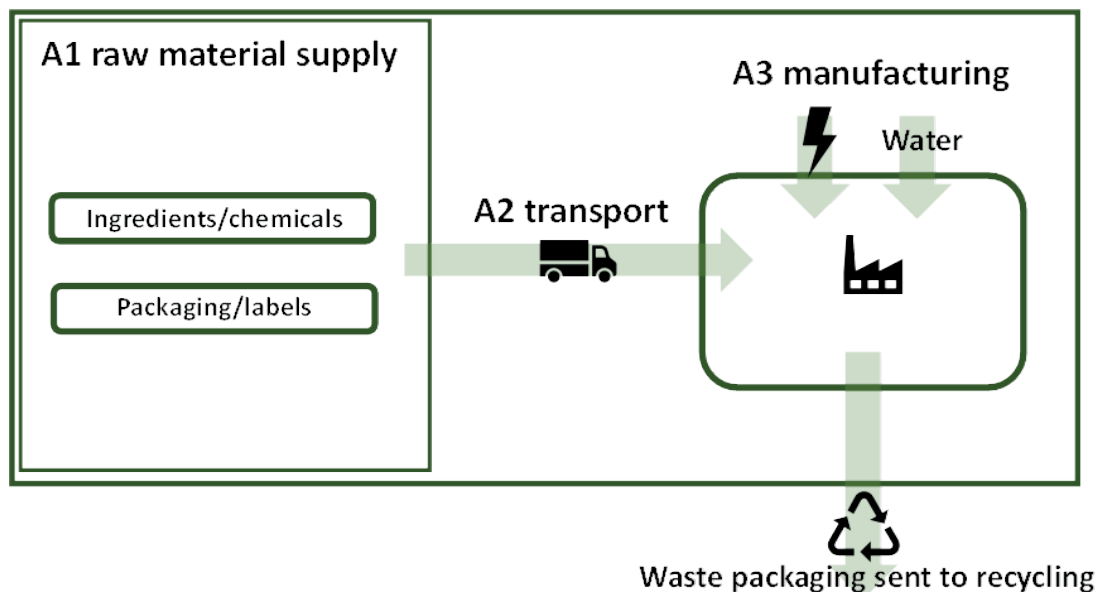 A1 raw material supply
Ingredients/chemicals
Packaging/labels
A2 transport
A3 manufacturing
Water
Waste packaging sent to recycling